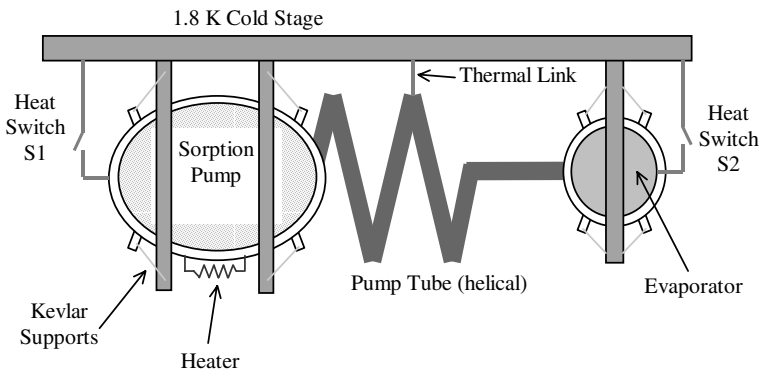 1.8 K Cold Stage
Thermal Link
Heat
Switch
S1
Heat
Switch
S2
Sorption
Pump
Pump Tube (helical)
Evaporator
Kevlar
Supports
Heater